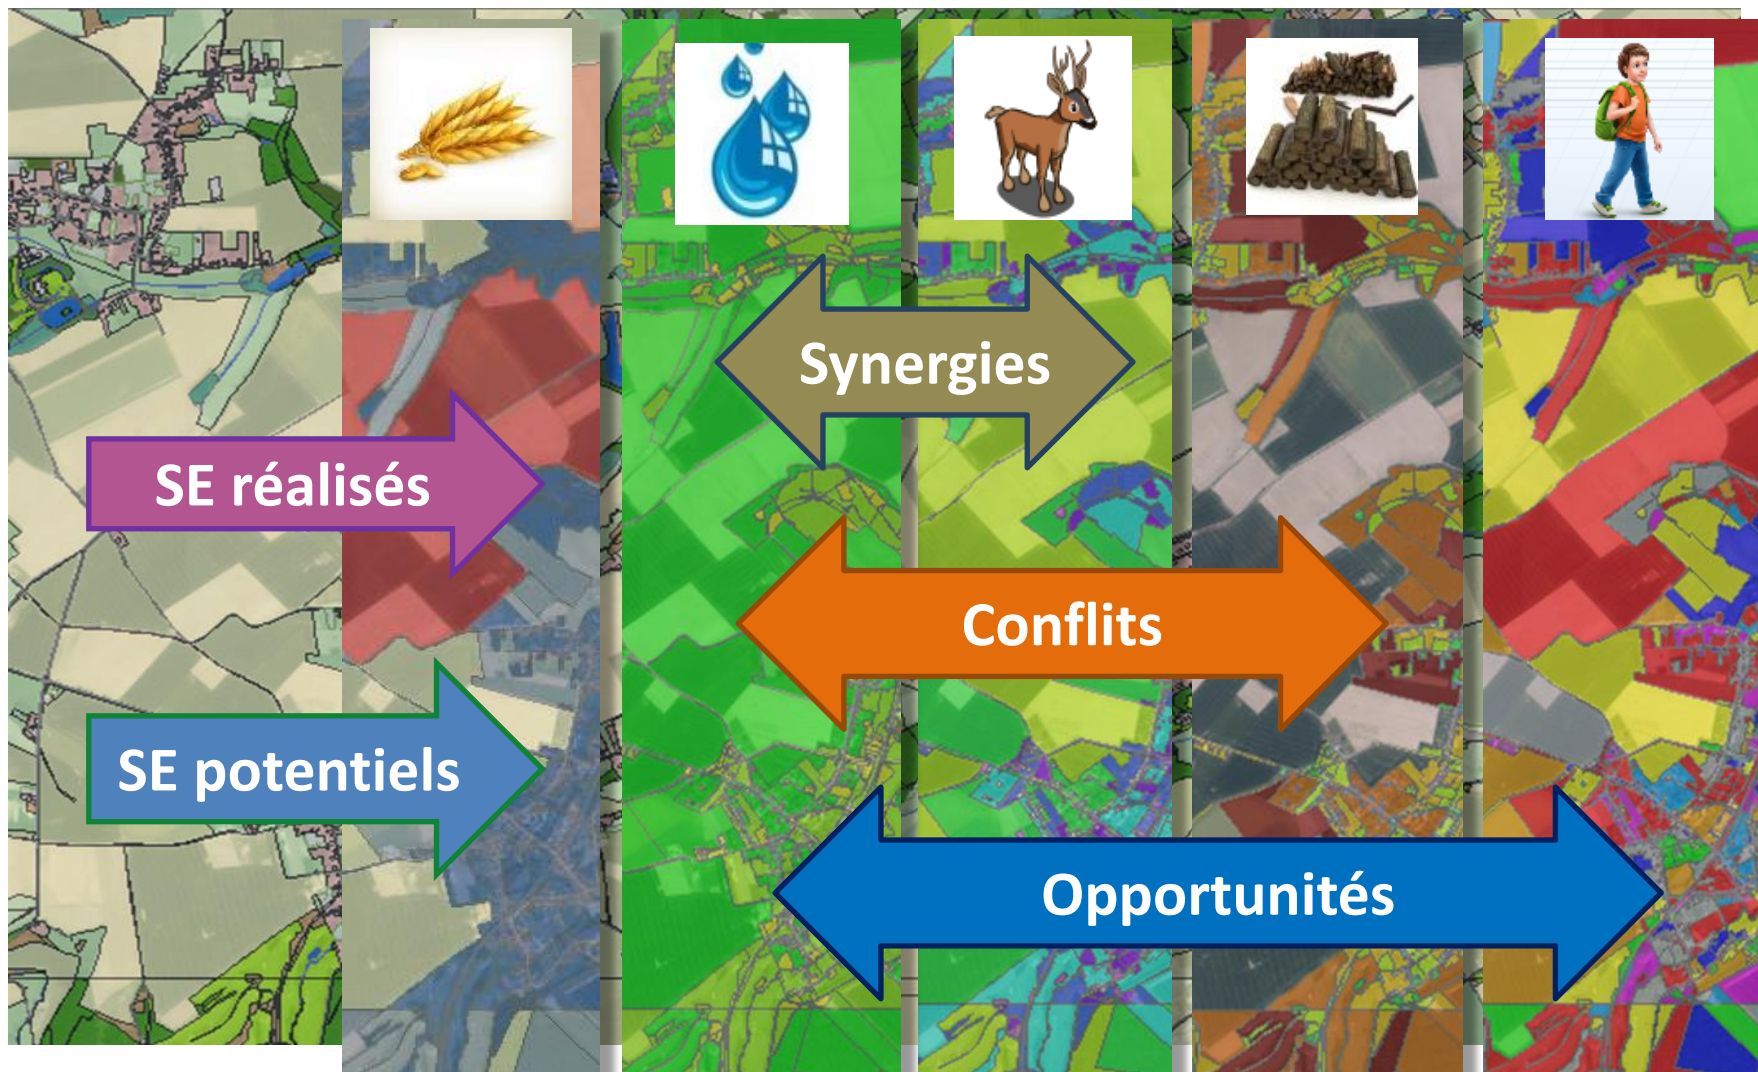 Synergies
SE réalisés
Conflits
SE potentiels
Opportunités